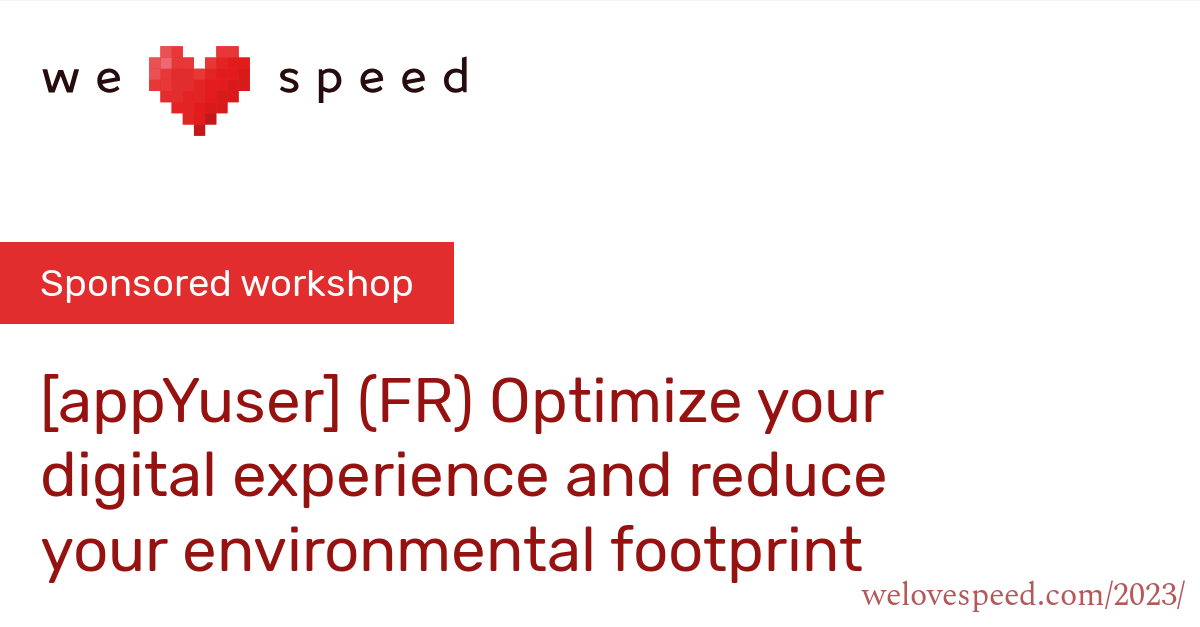 we speed
Sponsored workshop
[appYuser] (FR) Optimize your
digital experience and reduce
your environmental footprint
welovespeed.com/2023/